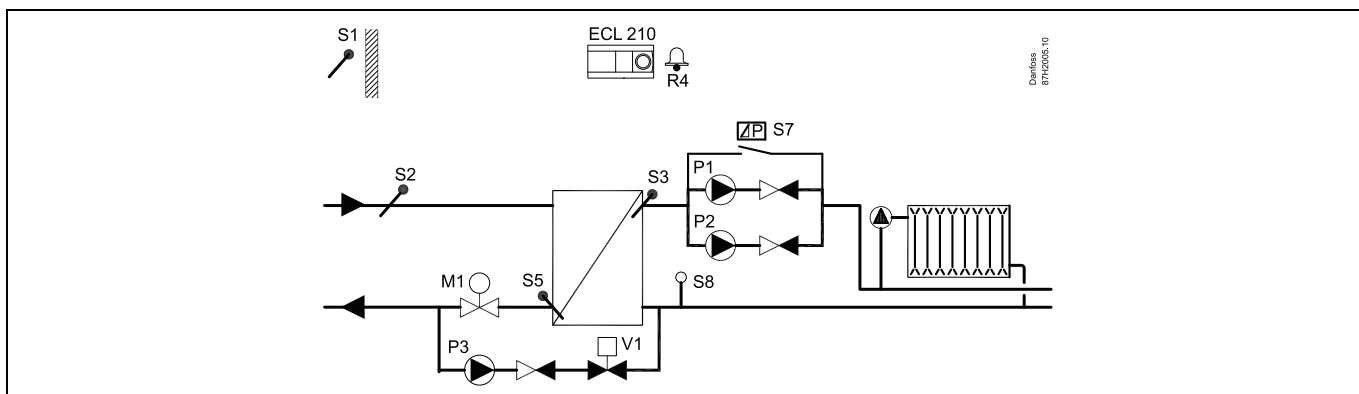 S1
ECL 210
R4
Danfoss
87H2005.10
P S7
S2
S3
P1
P2
M1
S5
S8
P3
V1